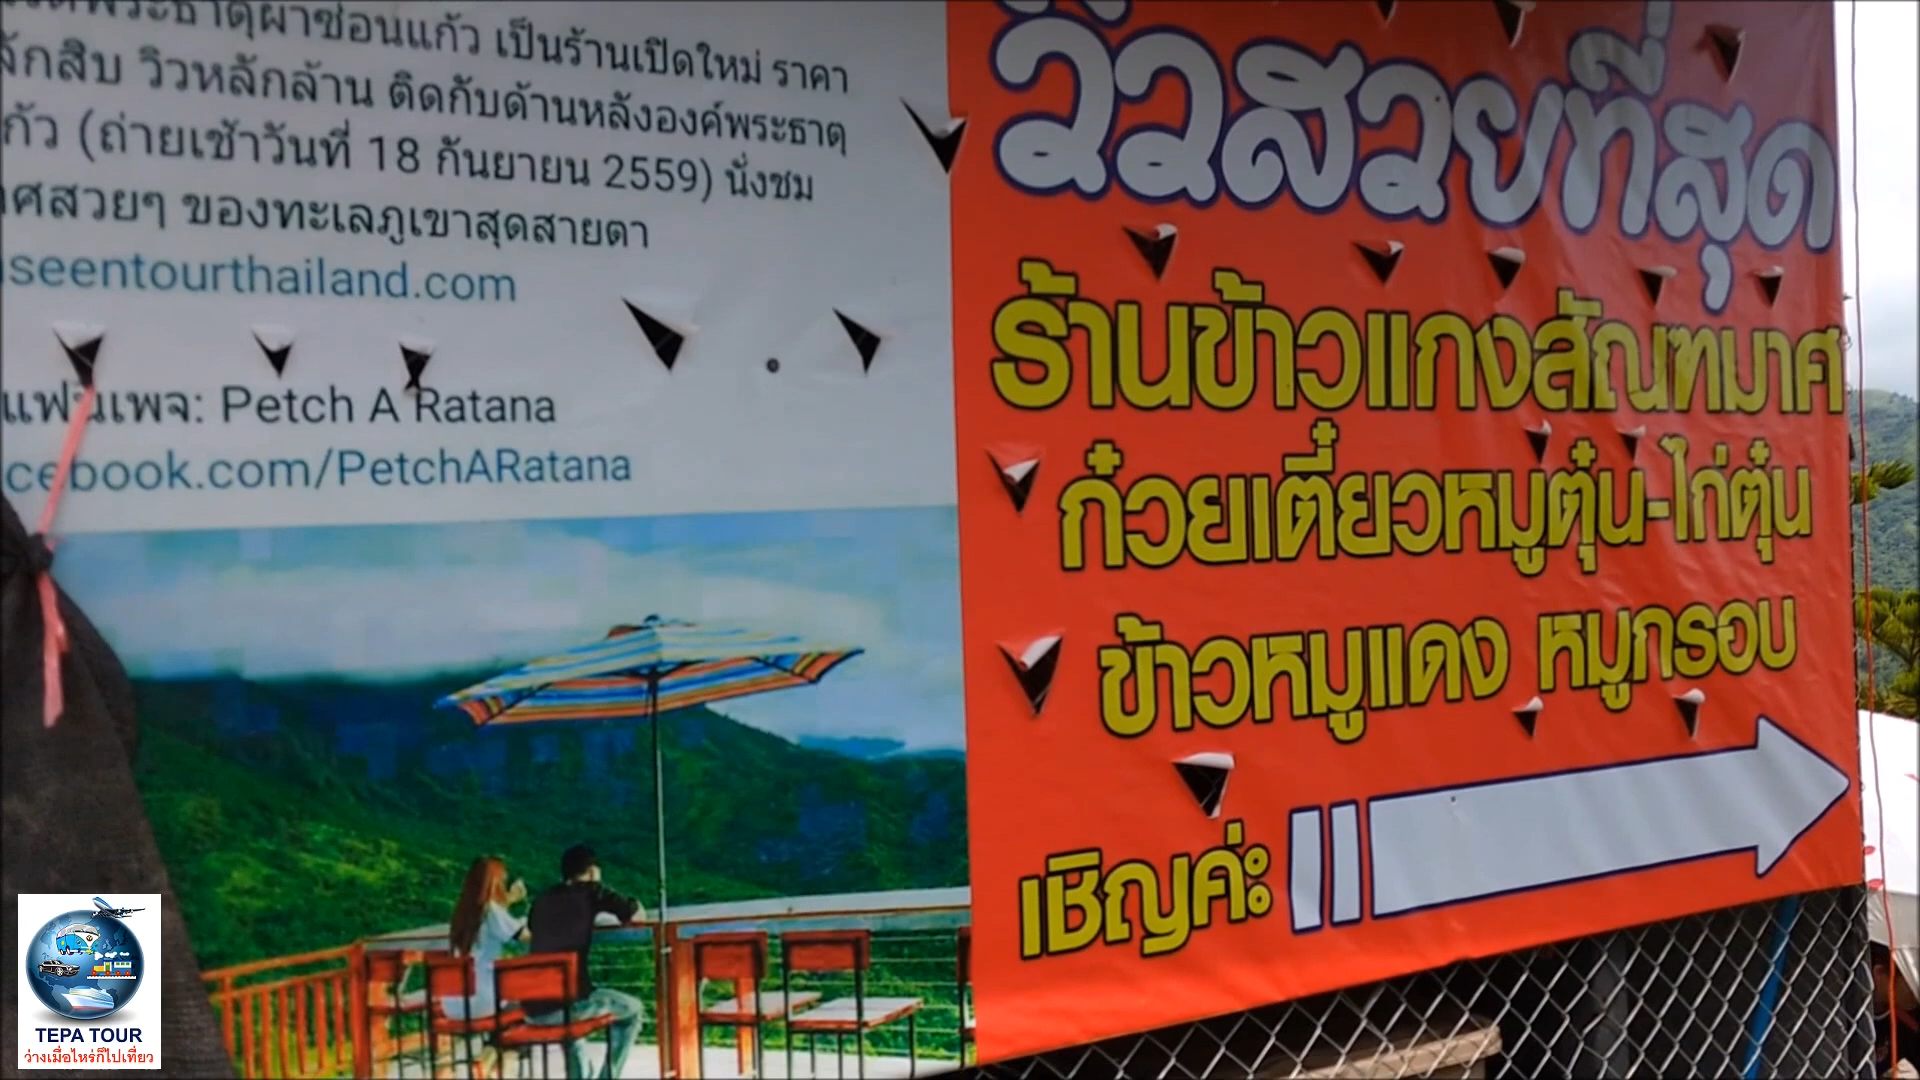 พระธาตุผาซ่อนแก้ว เป็นร้านเปิดใหม่ ราคา
หลักสิบ วิวหลักล้าน ติดกับด้านหลังองค์พระธาตุ
(ถ่ายเช้าวันที่ 18 กันยายน 2559) นั่งชม
สวยๆ ของทะเลภูเขาสุดสายตา
seentourthailand.com
แฟนเพจ: Petch A Ratana
cebook.com/PetchARatana
วิวสวยที่สุด
ร้านข้าวแกงสัณฑมาศ
ก๋วยเตี๋ยวหมูตุ๋น-ไก่ตุ๋น
ข้าวหมูแดง หมูกรอบ
เชิญค่ะ
TEPA TOUR
ว่างเมื่อไหร่ก็ไปเที่ยว